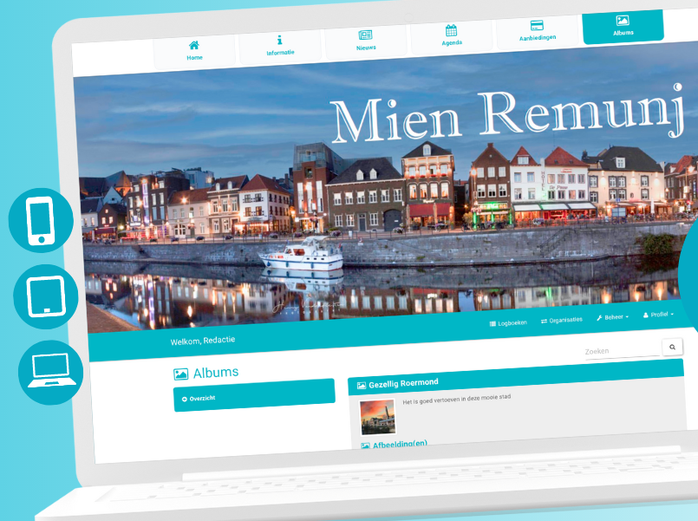 Home
Informatie
Nieuws
Agenda
Aanbiedingen
Albums
Mien Remunj
Welkom, Redactie
Logboeken
Organisaties
Beheer
Profiel
Zoeken
Albums
Overzicht
Gezellig Roermond
Het is goed vertoeven in deze mooie stad
Afbeelding(en)